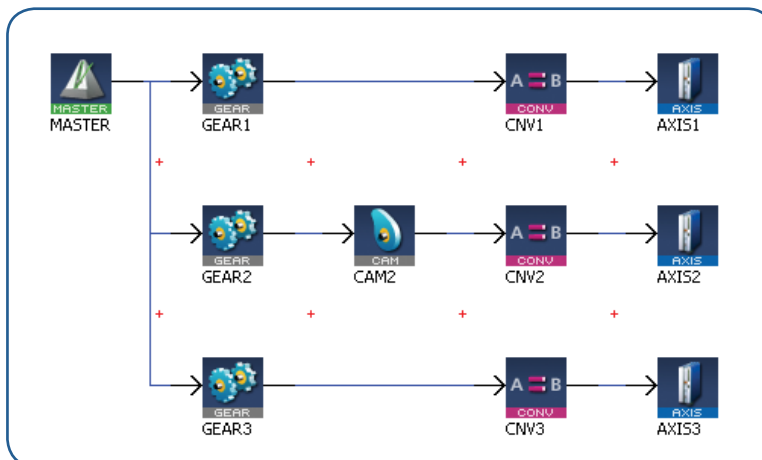 MASTER
MASTER
GEAR
GEAR1
A B
CONV
CNV1
AXIS
AXIS1
GEAR
GEAR2
CAM
CAM2
A B
CONV
CNV2
AXIS
AXIS2
GEAR
GEAR3
A B
CONV
CNV3
AXIS
AXIS3